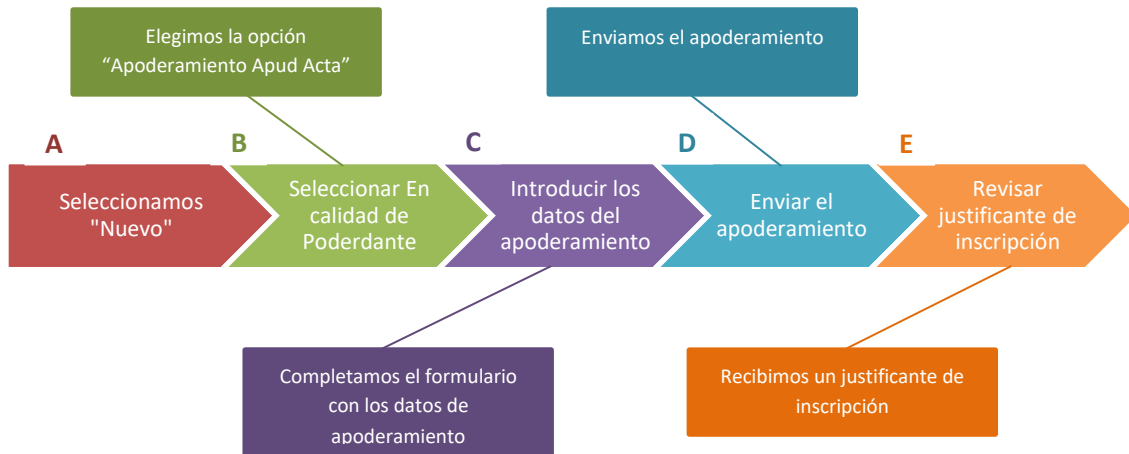 Elegimos la opción
“Apoderamiento Apud Acta”
Enviamos el apoderamiento
A
B
C
D
E
Seleccionamos
"Nuevo"
Seleccionar En
calidad de
Poderdante
Introducir los
datos del
apoderamiento
Enviar el
apoderamiento
Revisar
justificante de
inscripción
Completamos el formulario
con los datos de
apoderamiento
Recibimos un justificante de
inscripción